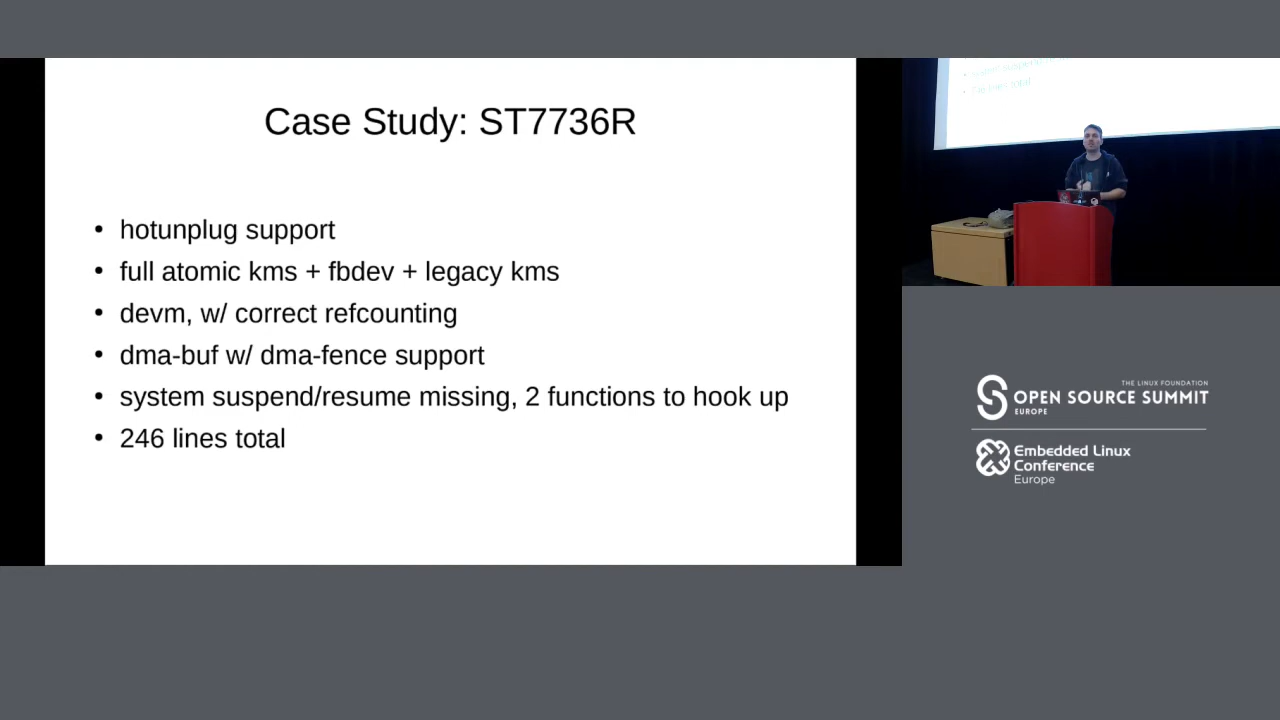 Case Study: ST7736R
• hotunplug support
• full atomic kms + fbdev + legacy kms
• devm, w/ correct refcounting
• dma-buf w/ dma-fence support
• system suspend/resume missing, 2 functions to hook up
• 246 lines total
THE LINUX FOUNDATION
OPEN SOURCE SUMMIT
EUROPE
Embedded Linux
Conference
Europe